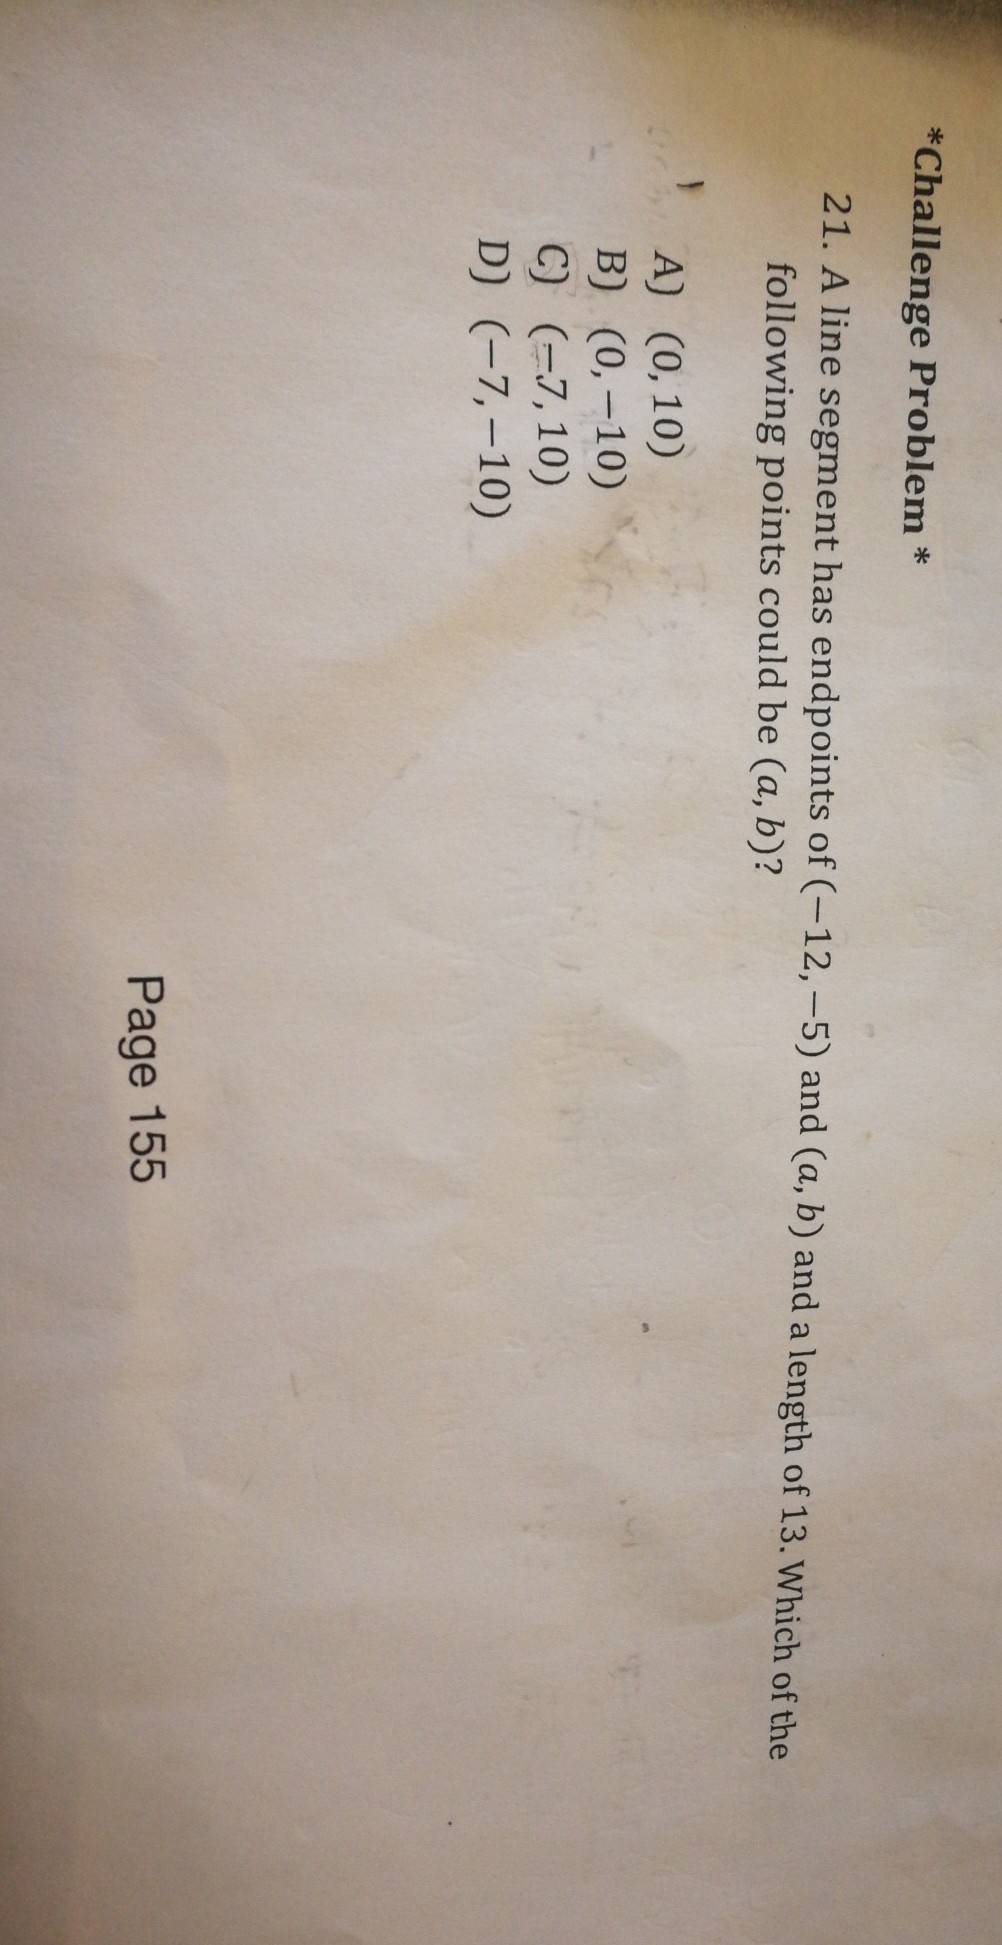 *Challenge Problem *
21. A line segment has endpoints of (−12, −5) and (a, b) and a length of 13. Which of the
following points could be (a, b)?
A) (0, 10)
B) (0, −10)
C) (−7, 10)
D) (−7, −10)
Page 155